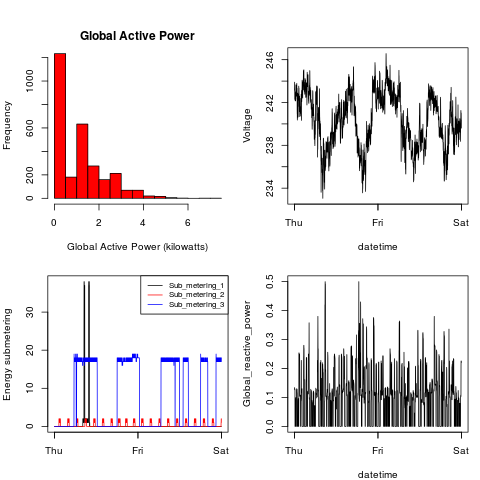 Global Active Power
Frequency
0
200
600
1000
0
2
4
6
Global Active Power (kilowatts)
Voltage
234
238
242
246
Thu
Fri
Sat
datetime
Energy submetering
0
10
20
30
Sub_metering_1
Sub_metering_2
Sub_metering_3
Thu
Fri
Sat
Global_reactive_power
0.0
0.1
0.2
0.3
0.4
0.5
Thu
Fri
Sat
datetime